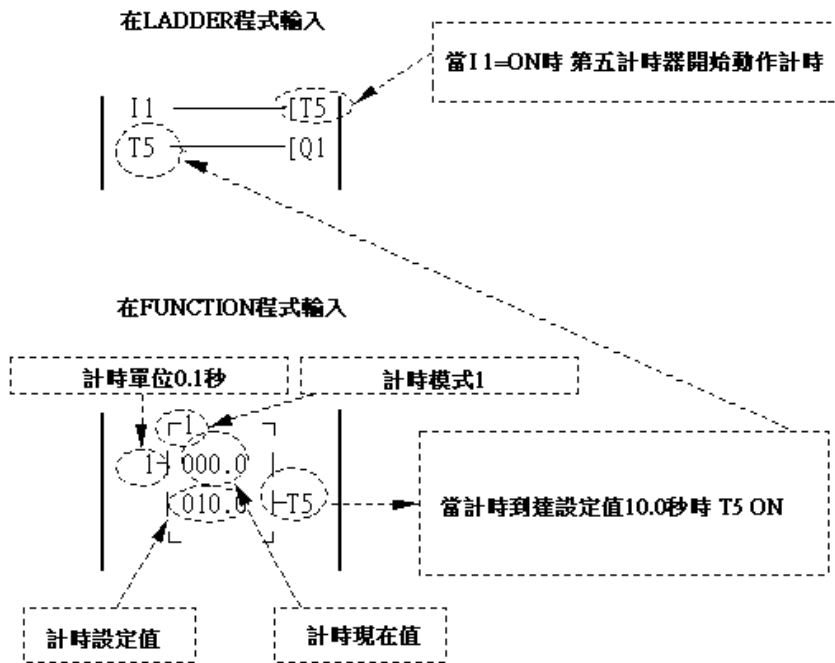 在LADDER程式輸入
當I1=ON時 第五計時器開始動作計時
I1 [T5
T5 [Q1
在FUNCTION程式輸入
計時單位0.1秒
計時模式1
1
1 000.0
010.0 T5
當計時到達設定值10.0秒時 T5 ON
計時設定值
計時現在值